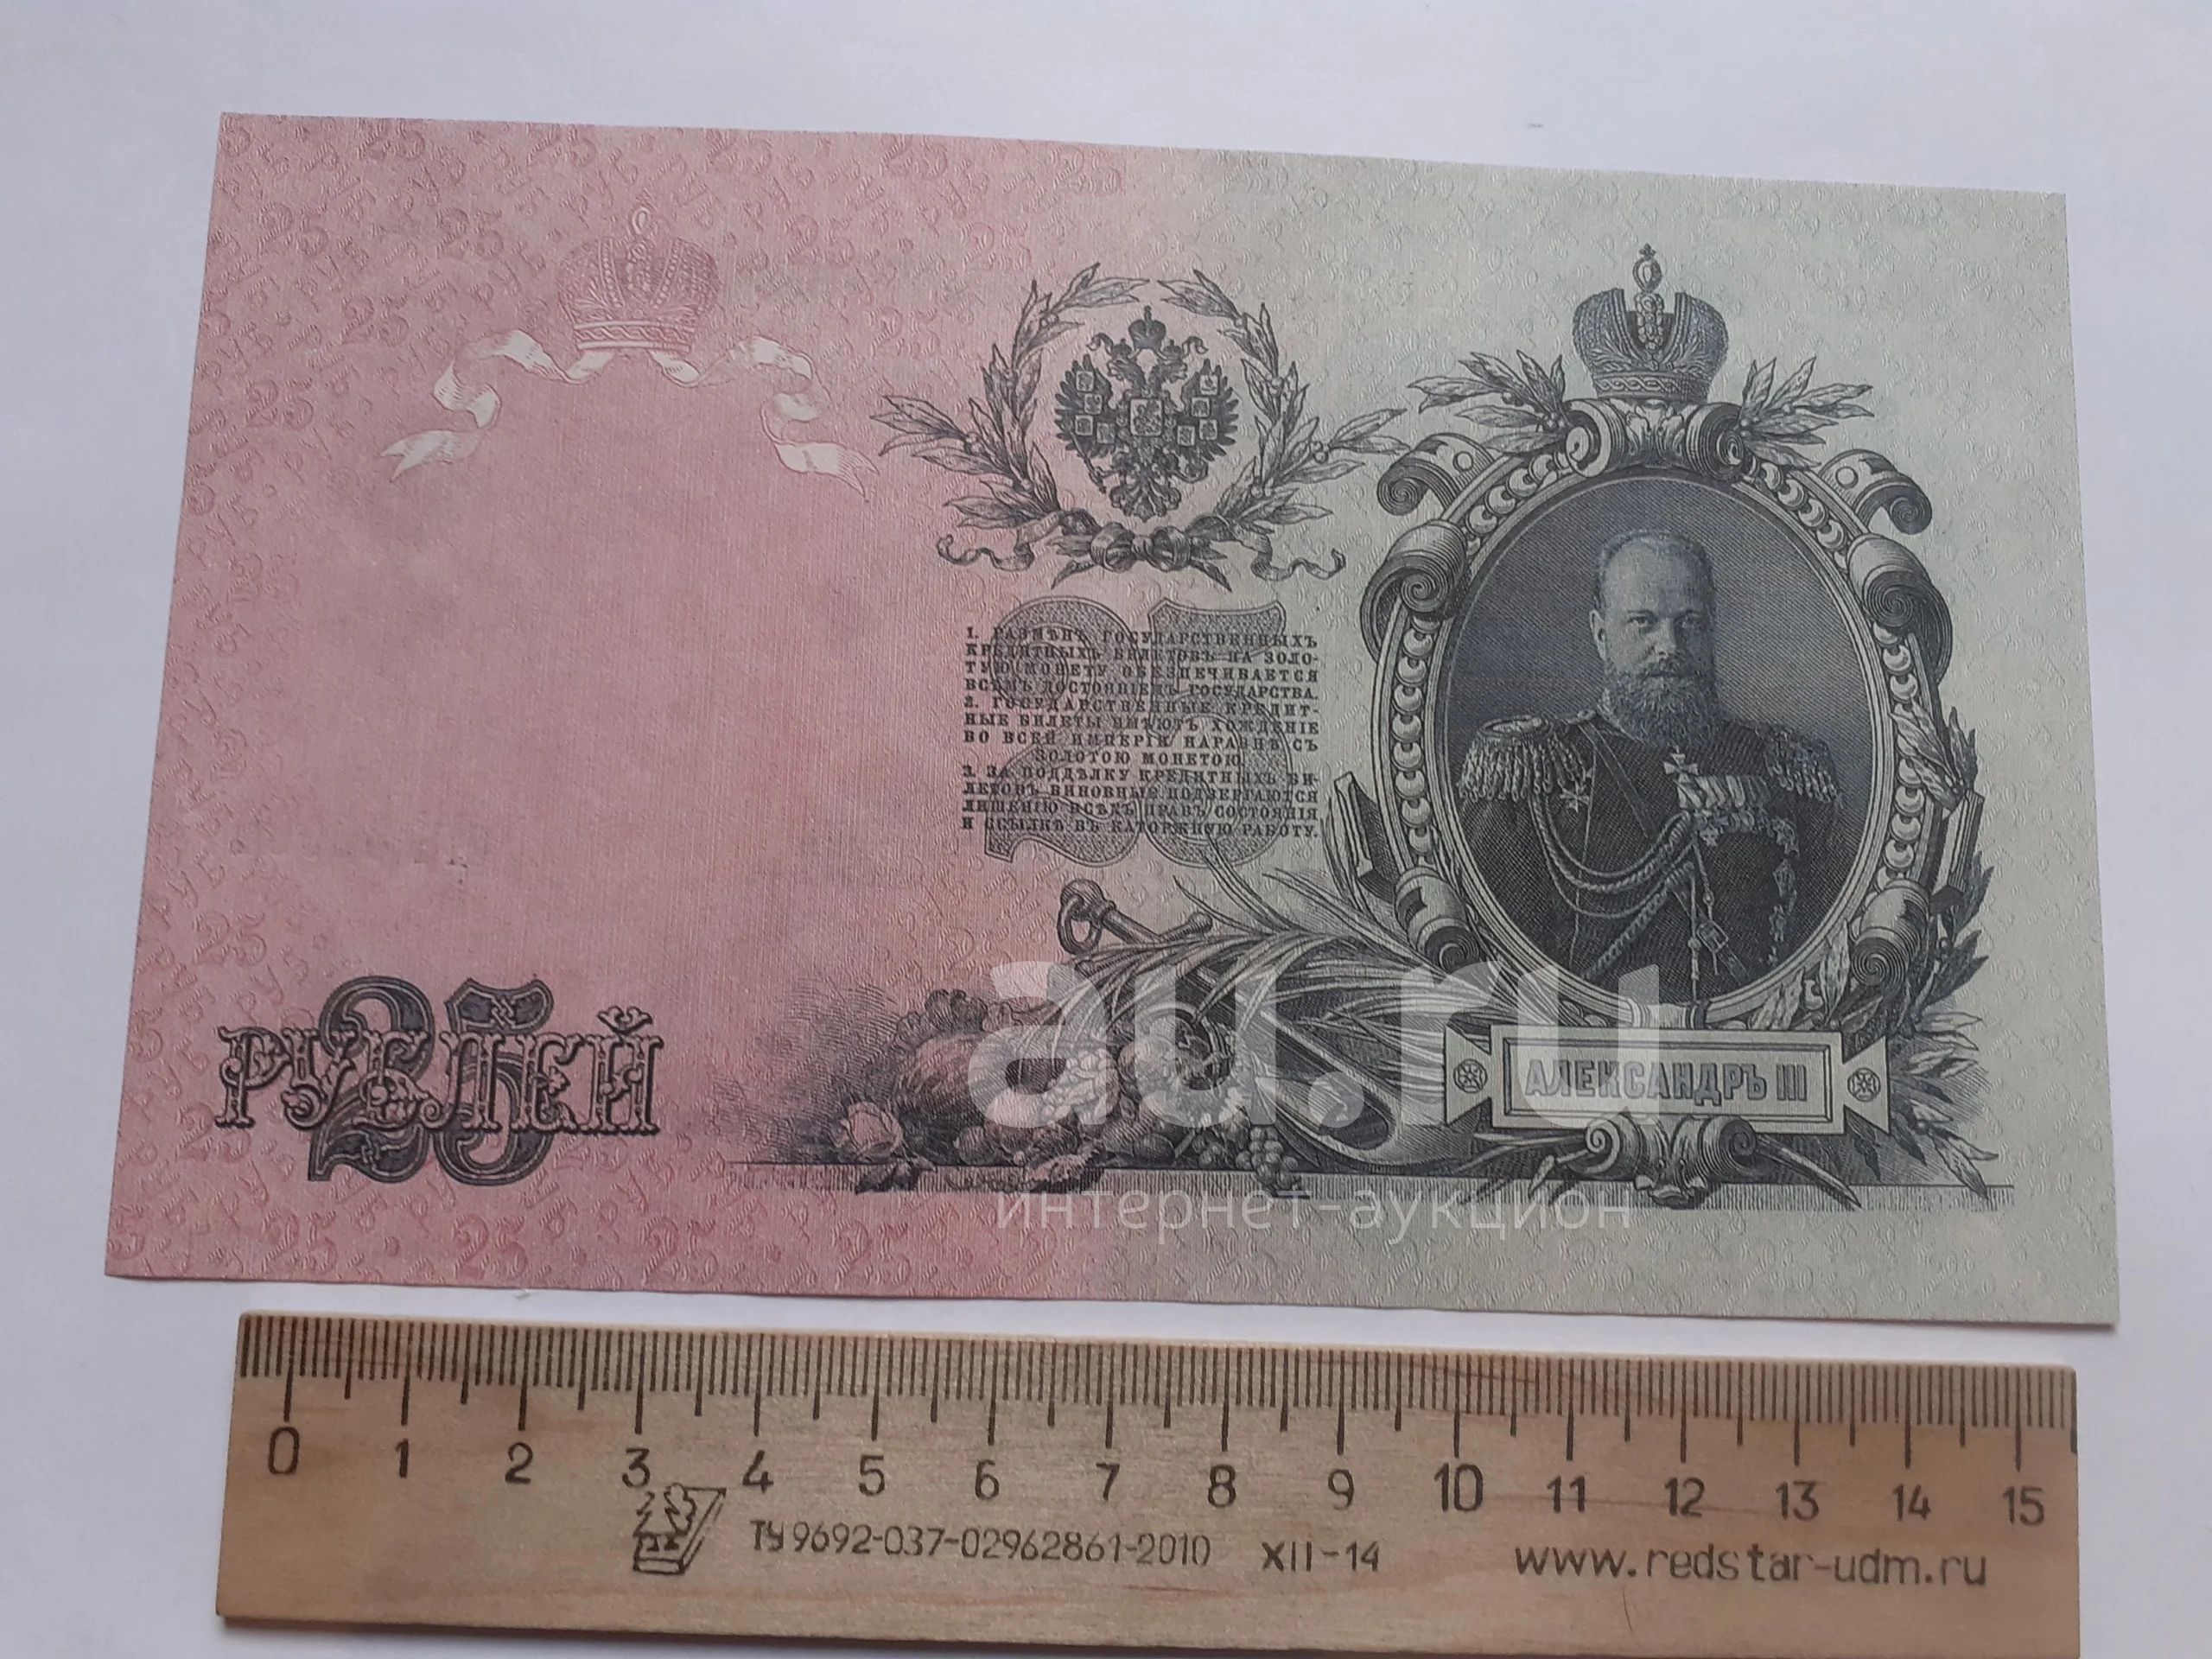 25
1. РАЗМѢНЪ ГОСУДАРСТВЕННЫХЪ
КРЕДИТНЫХЪ БИЛЕТОВЪ НА ЗОЛО-
ТУЮ МОНЕТУ ОБЕЗПЕЧИВАЕТСЯ
ВСѢМЪ ДОСТОЯНІЕМЪ ГОСУДАРСТВА.
2. ГОСУДАРСТВЕННЫЕ КРЕДИТ-
НЫЕ БИЛЕТЫ ИМѢЮТЪ ХОЖДЕНІЕ
ВО ВСЕЙ ИМПЕРІИ НАРАВНѢ СЪ
ЗОЛОТОЮ МОНЕТОЮ.
3. ЗА ПОДДѢЛКУ КРЕДИТНЫХЪ БИ-
ЛЕТОВЪ ВИНОВНЫЕ ПОДВЕРГАЮТСЯ
ЛИШЕНІЮ ВСѢХЪ ПРАВЪ СОСТОЯНІЯ
И ССЫЛКѢ ВЪ КАТОРЖНУЮ РАБОТУ.
25
РУБЛЕЙ
АЛЕКСАНДРЪ III
au.ru
интернет-аукцион
0 1 2 3 4 5 6 7 8 9 10 11 12 13 14 15
ТУ 9692-037-02962861-2010 XII-14 www.redstar-udm.ru